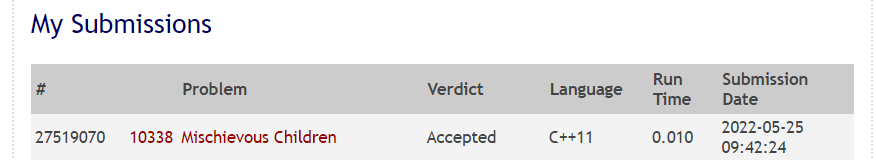 My Submissions
# Problem Verdict Language Run Time Submission Date
27519070 10338 Mischievous Children Accepted C++11 0.010 2022-05-25 09:42:24